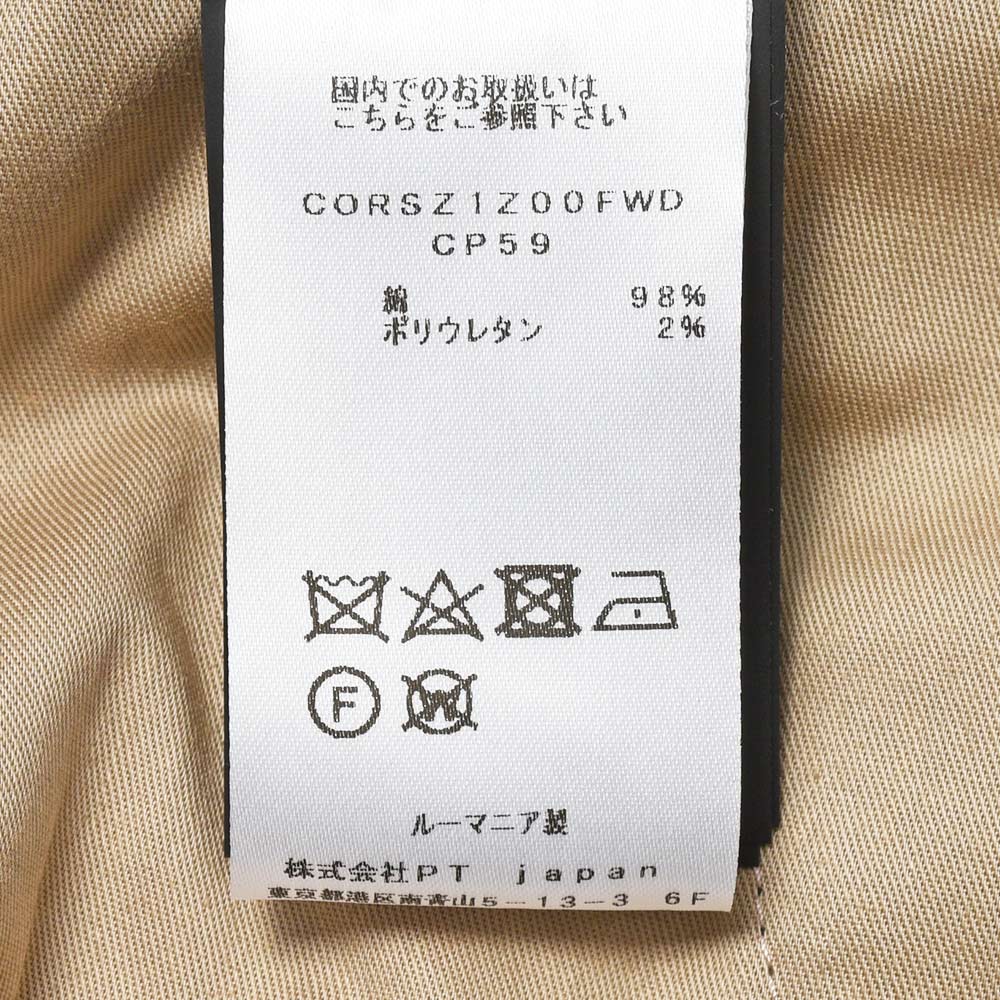 国内でのお取扱いは
こちらをご参照下さい
CORSZ1Z00FWD
CP59
綿 98%
ポリウレタン 2%
F
W
ルーマニア製
株式会社PT japan
東京都港区南青山5-13-3 6F